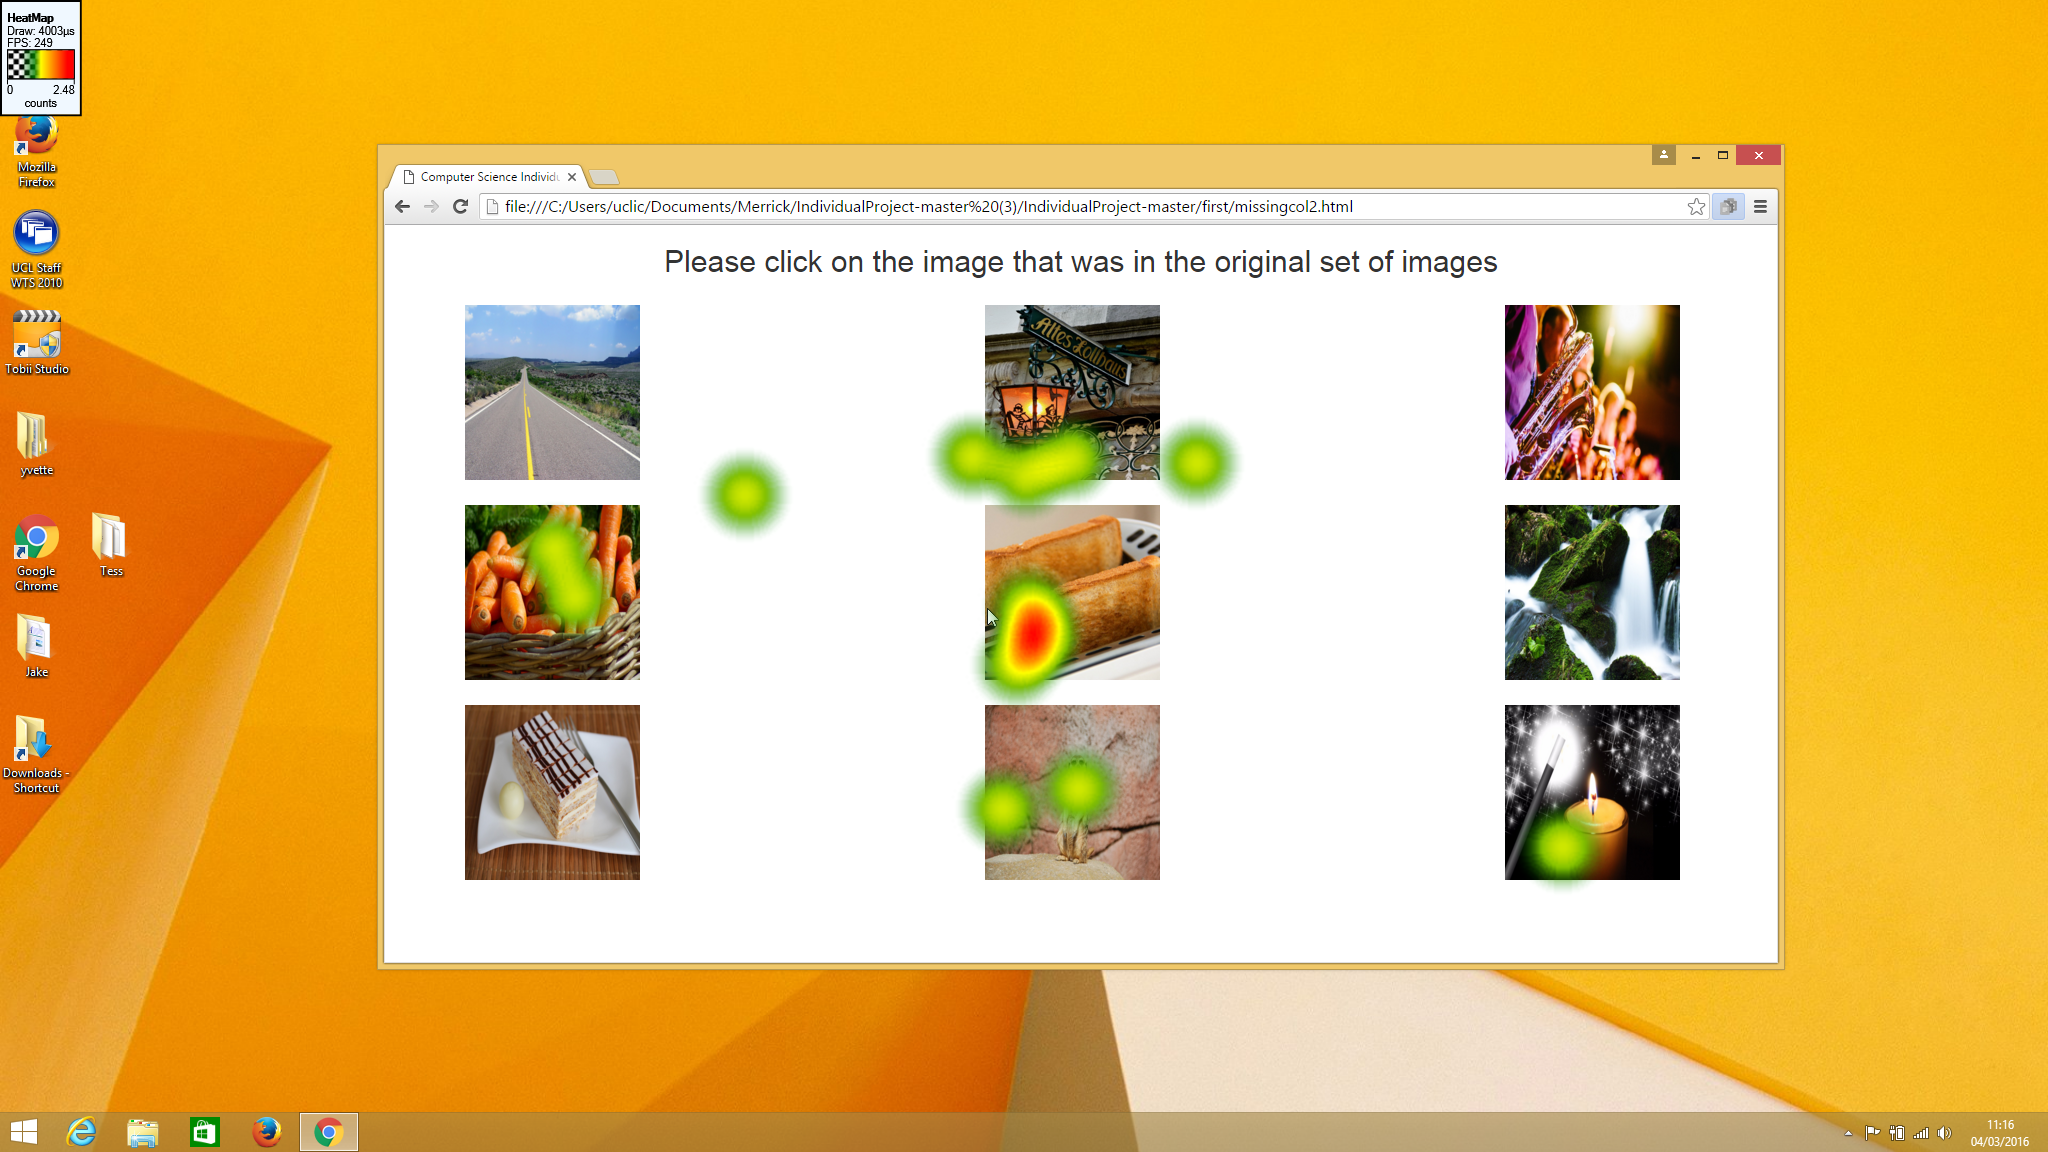 HeatMap
Draw: 4003µs
FPS: 249
0 2.48
counts
Mozilla
Firefox
UCL Staff
WTS 2010
Tobii Studio
yvette
Google
Chrome
Tess
Jake
Downloads -
Shortcut
Computer Science Individu
file:///C:/Users/uclic/Documents/Merrick/IndividualProject-master%20(3)/IndividualProject-master/first/missingcol2.html
Please click on the image that was in the original set of images
Altes Zollhaus
11:16
04/03/2016